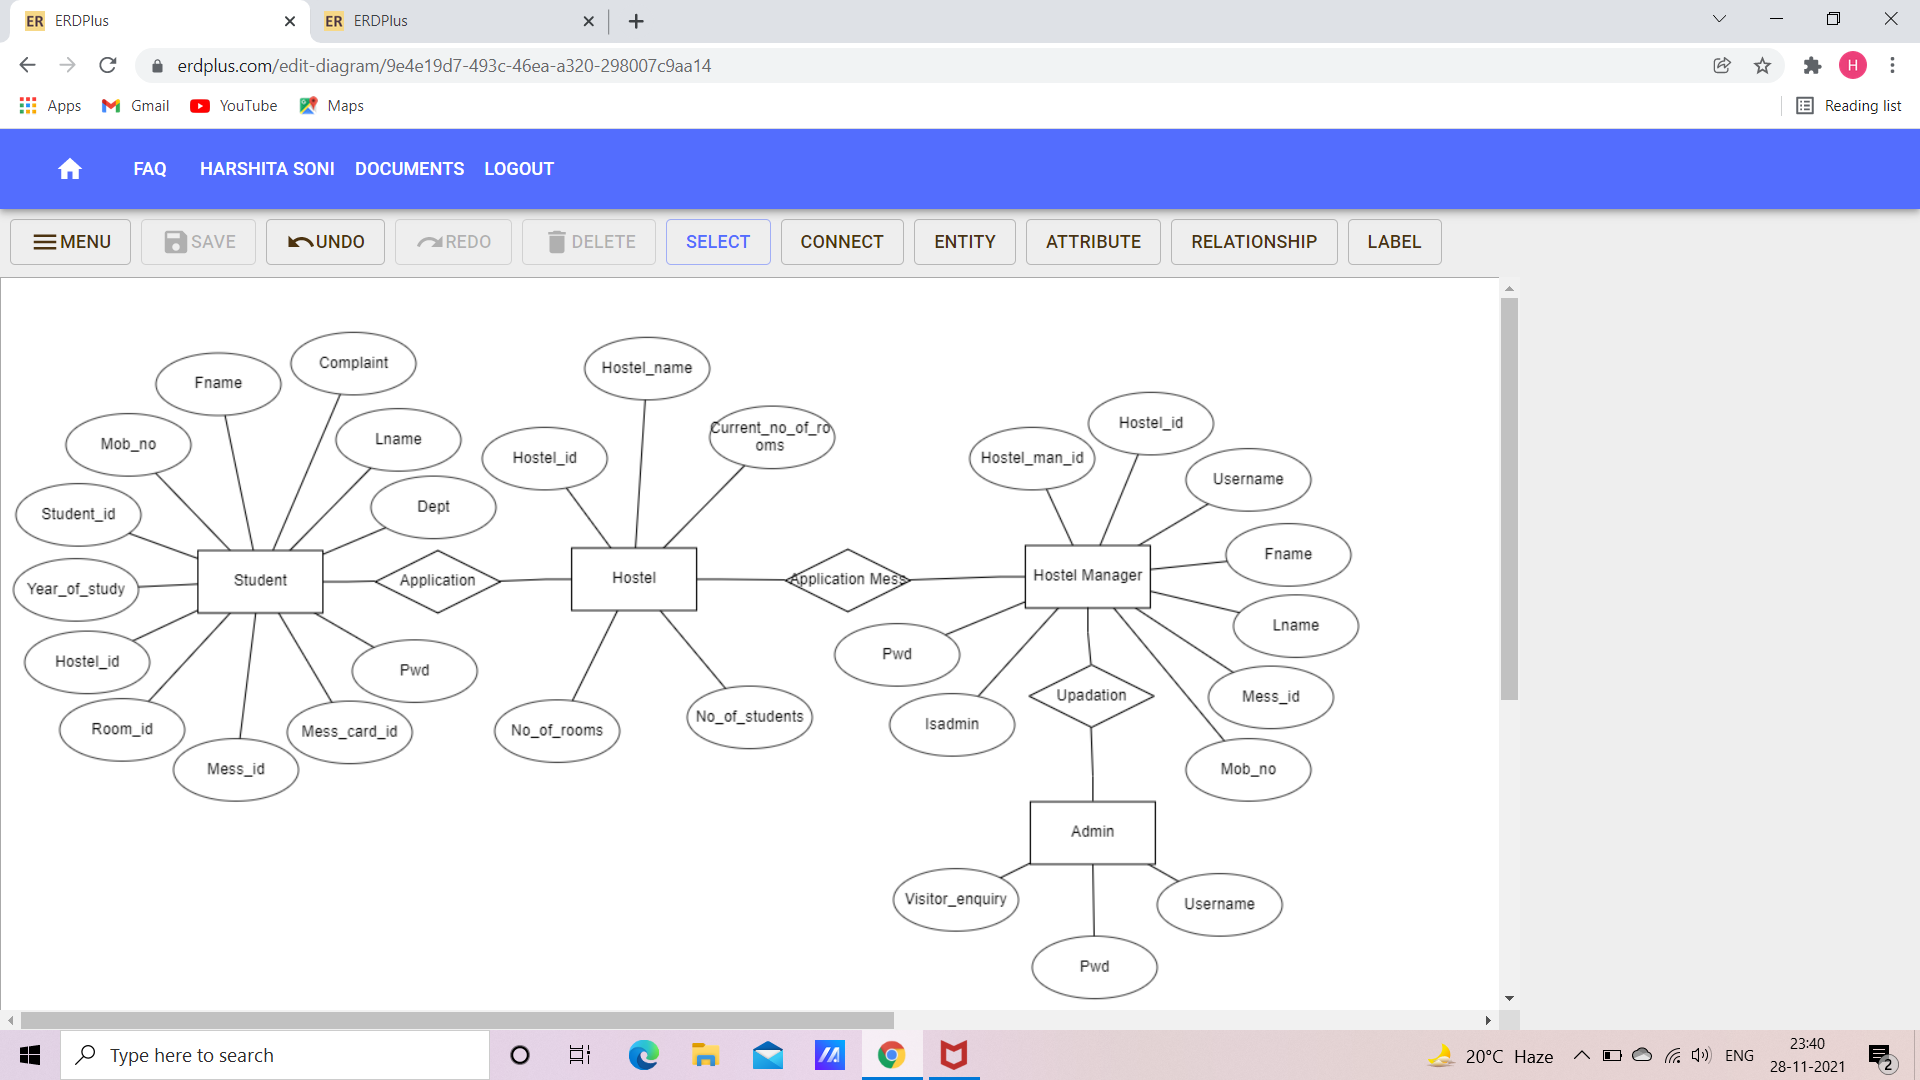 ERDPlus
ERDPlus
erdplus.com/edit-diagram/9e4e19d7-493c-46ea-a320-298007c9aa14
H
Apps
Gmail
YouTube
Maps
Reading list
FAQ
HARSHITA SONI
DOCUMENTS
LOGOUT
MENU
SAVE
UNDO
REDO
DELETE
SELECT
CONNECT
ENTITY
ATTRIBUTE
RELATIONSHIP
LABEL
Complaint
Fname
Mob_no
Lname
Student_id
Dept
Year_of_study
Student
Application
Hostel_id
Pwd
Room_id
Mess_card_id
Mess_id
Hostel_name
Hostel_id
Current_no_of_ro
oms
Hostel
No_of_rooms
No_of_students
Application Mess
Hostel_id
Hostel_man_id
Username
Fname
Hostel Manager
Lname
Pwd
Mess_id
Isadmin
Upadation
Mob_no
Admin
Visitor_enquiry
Username
Pwd
Type here to search
20°C Haze
ENG
23:40
28-11-2021
2
ER
ER